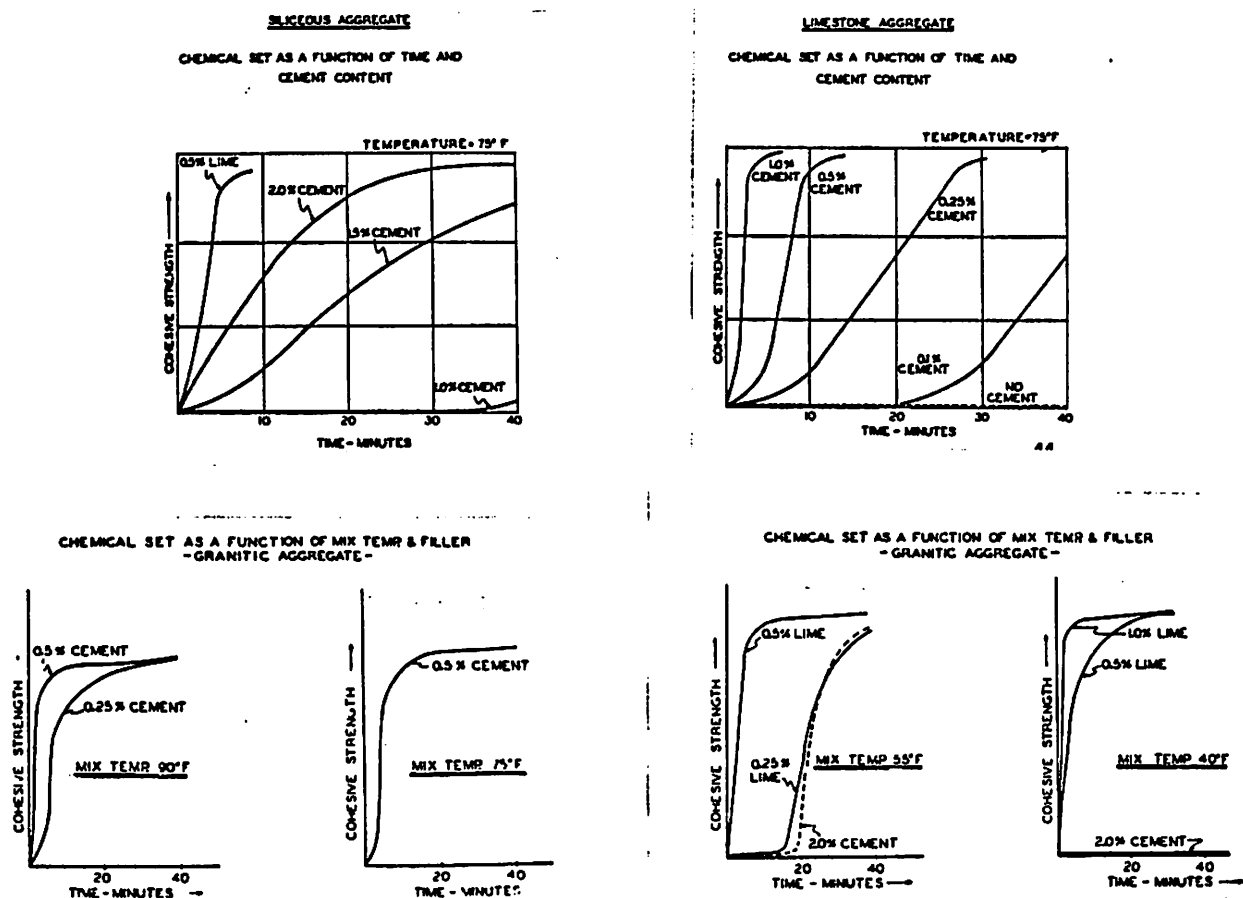 SILICEOUS AGGREGATE
CHEMICAL SET AS A FUNCTION OF TIME AND
CEMENT CONTENT
TEMPERATURE = 75° F
0.5% LIME
2.0% CEMENT
1.5% CEMENT
1.0% CEMENT
COHESIVE STRENGTH
10
20
30
40
TIME - MINUTES
LIMESTONE AGGREGATE
CHEMICAL SET AS A FUNCTION OF TIME AND
CEMENT CONTENT
TEMPERATURE=75°F
1.0%
CEMENT
0.5%
CEMENT
0.25%
CEMENT
0.1%
CEMENT
NO
CEMENT
COHESIVE STRENGTH
10
20
30
40
TIME - MINUTES
44
CHEMICAL SET AS A FUNCTION OF MIX TEMP. & FILLER
- GRANITIC AGGREGATE -
0.5% CEMENT
0.25% CEMENT
MIX TEMP. 90°F
COHESIVE STRENGTH
20
40
TIME - MINUTES
0.5% CEMENT
MIX TEMP. 75°F
COHESIVE STRENGTH
20
40
TIME - MINUTES
CHEMICAL SET AS A FUNCTION OF MIX TEMP. & FILLER
- GRANITIC AGGREGATE -
0.5% LIME
0.25%
LIME
MIX TEMP 55°F
2.0% CEMENT
COHESIVE STRENGTH
20
40
TIME - MINUTES
1.0% LIME
0.5% LIME
MIX TEMP 40°F
2.0% CEMENT
COHESIVE STRENGTH
20
40
TIME - MINUTES